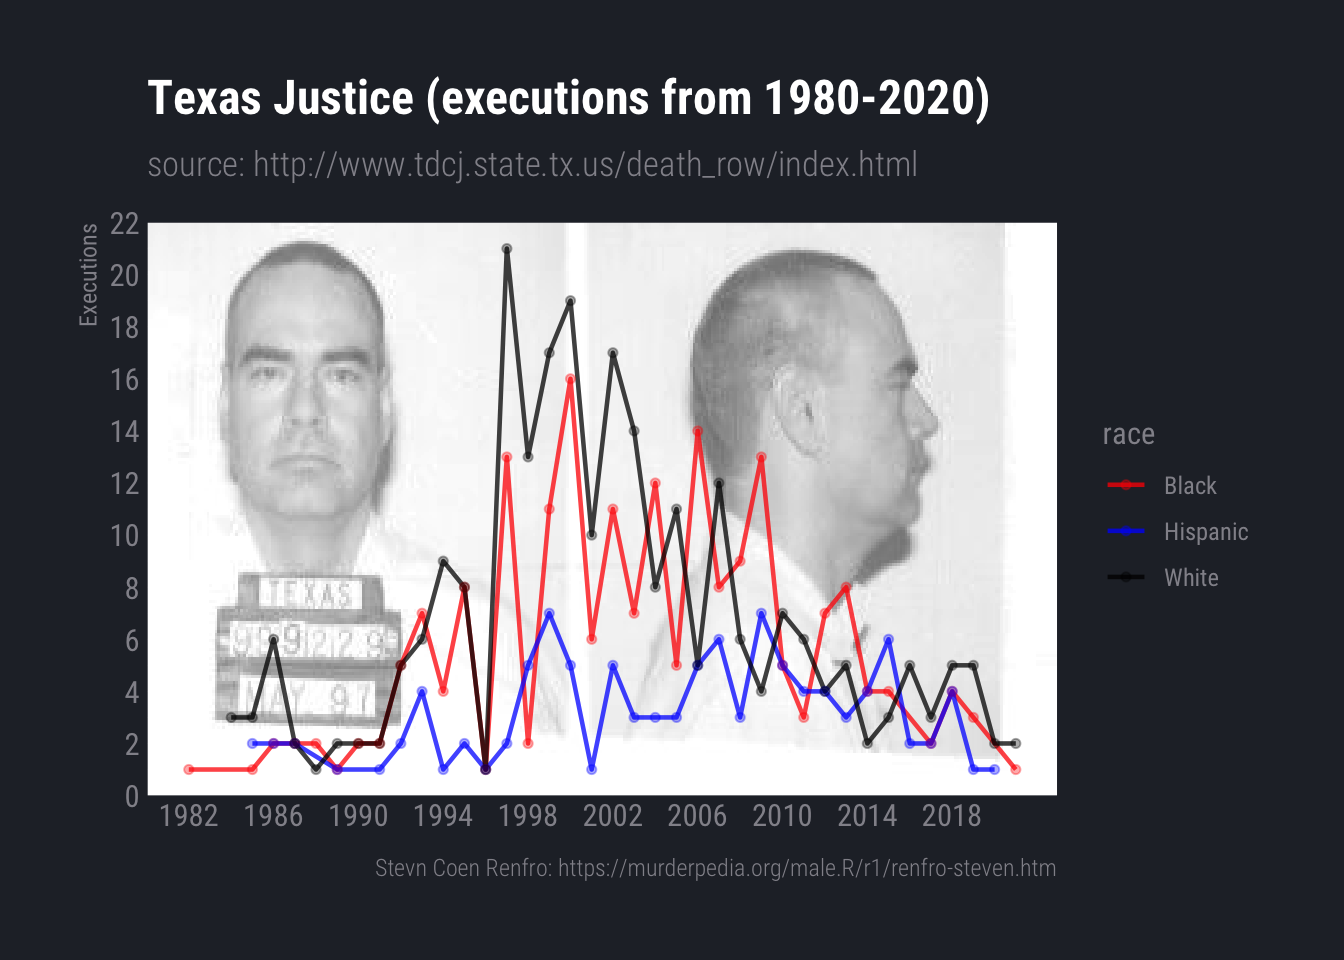 Texas Justice (executions from 1980-2020)
source: http://www.tdcj.state.tx.us/death_row/index.html
Executions
22
20
18
16
14
12
10
8
6
4
2
0
TEXAS
MAY 97
1982 1986 1990 1994 1998 2002 2006 2010 2014 2018
race
Black
Hispanic
White
Stevn Coen Renfro: https://murderpedia.org/male.R/r1/renfro-steven.htm